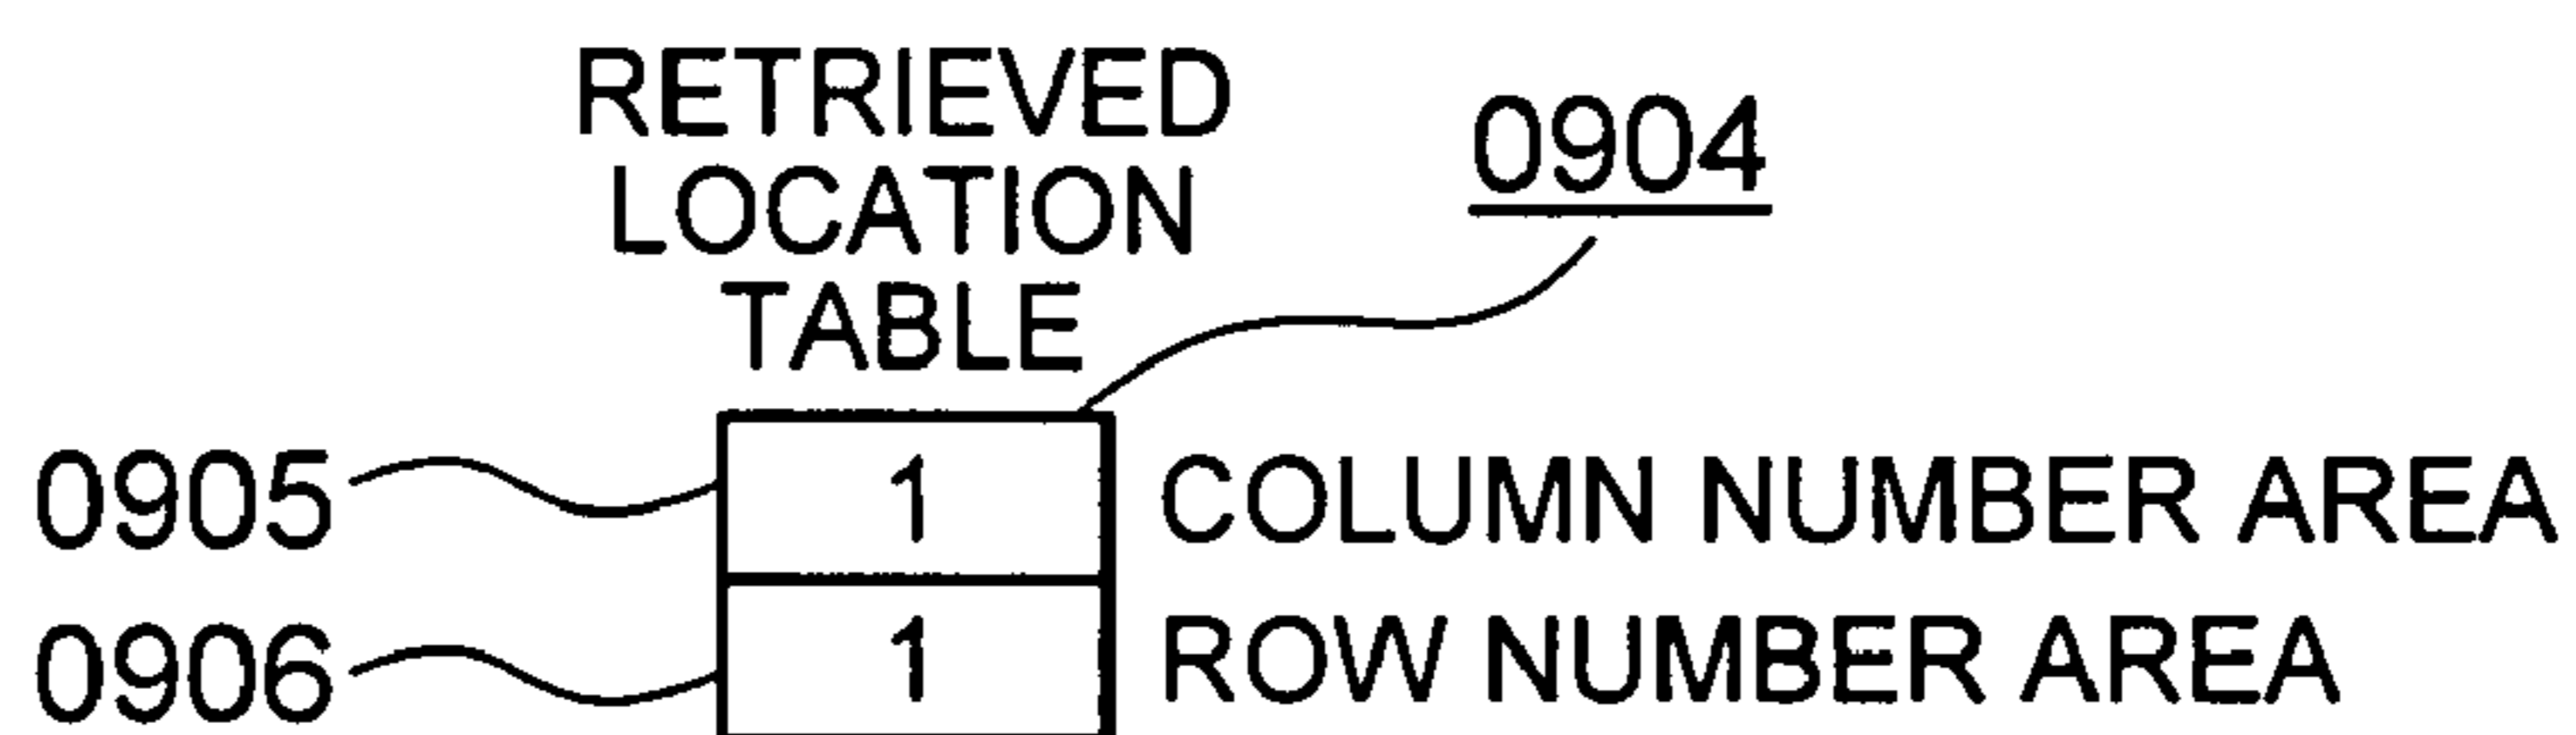 RETRIEVED
LOCATION
TABLE
0904
0905 1 COLUMN NUMBER AREA
0906 1 ROW NUMBER AREA